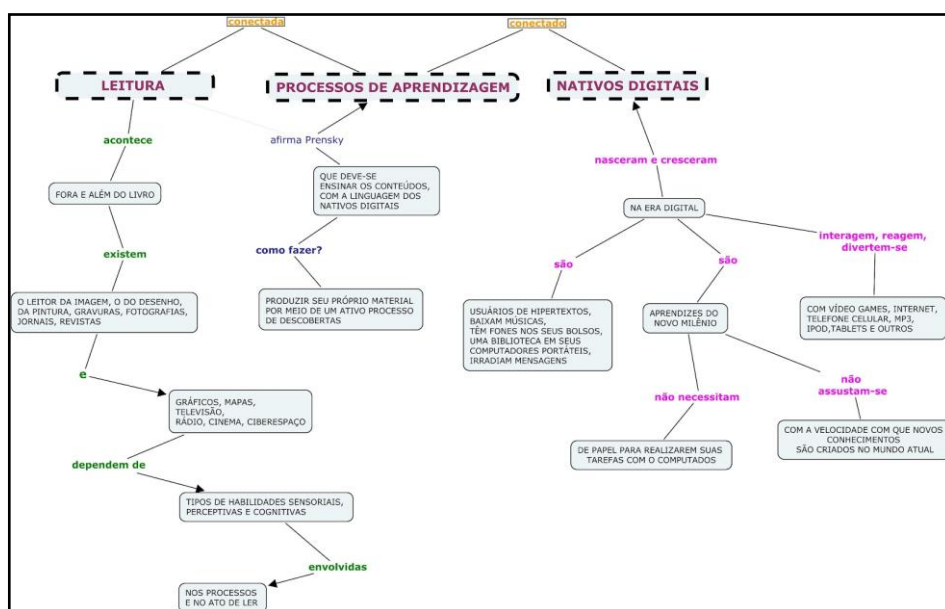 conectada
conectado
LEITURA
PROCESSOS DE APRENDIZAGEM
NATIVOS DIGITAIS
acontece
FORA E ALÉM DO LIVRO
existem
O LEITOR DA IMAGEM, O DO DESENHO,
DA PINTURA, GRAVURAS, FOTOGRAFIAS,
JORNAIS, REVISTAS
e
GRÁFICOS, MAPAS,
TELEVISÃO,
RÁDIO, CINEMA, CIBERESPAÇO
dependem de
TIPOS DE HABILIDADES SENSORIAIS,
PERCEPTIVAS E COGNITIVAS
envolvidas
NOS PROCESSOS
E NO ATO DE LER
afirma Prensky
QUE DEVE-SE
ENSINAR OS CONTEÚDOS,
COM A LINGUAGEM DOS
NATIVOS DIGITAIS
como fazer?
PRODUZIR SEU PRÓPRIO MATERIAL
POR MEIO DE UM ATIVO PROCESSO
DE DESCOBERTAS
nasceram e cresceram
NA ERA DIGITAL
são
USUÁRIOS DE HIPERTEXTOS,
BAIXAM MÚSICAS,
TÊM FONES NOS SEUS BOLSOS,
UMA BIBLIOTECA EM SEUS
COMPUTADORES PORTÁTEIS,
IRRADIAM MENSAGENS
são
APRENDIZES DO
NOVO MILÊNIO
não necessitam
DE PAPEL PARA REALIZAREM SUAS
TAREFAS COM O COMPUTADOS
não
assustam-se
COM A VELOCIDADE COM QUE NOVOS
CONHECIMENTOS
SÃO CRIADOS NO MUNDO ATUAL
interagem, reagem,
divertem-se
COM VÍDEO GAMES, INTERNET,
TELEFONE CELULAR, MP3,
IPOD,TABLETS E OUTROS